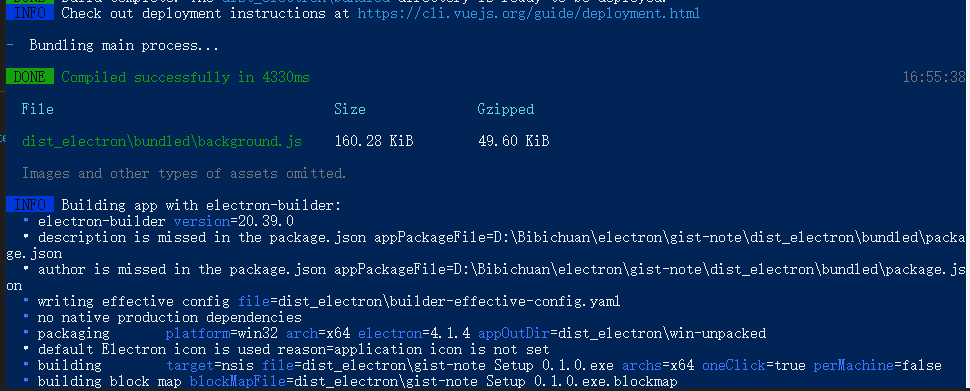 INFO Check out deployment instructions at https://cli.vuejs.org/guide/deployment.html
- Bundling main process...
DONE Compiled successfully in 4330ms 16:55:38
File Size Gzipped
dist_electron\bundled\background.js 160.28 KiB 49.60 KiB
Images and other types of assets omitted.
INFO Building app with electron-builder:
• electron-builder version=20.39.0
• description is missed in the package.json appPackageFile=D:\Bibichuan\electron\gist-note\dist_electron\bundled\packa
ge.json
• author is missed in the package.json appPackageFile=D:\Bibichuan\electron\gist-note\dist_electron\bundled\package.js
on
• writing effective config file=dist_electron\builder-effective-config.yaml
• no native production dependencies
• packaging platform=win32 arch=x64 electron=4.1.4 appOutDir=dist_electron\win-unpacked
• default Electron icon is used reason=application icon is not set
• building target=nsis file=dist_electron\gist-note Setup 0.1.0.exe archs=x64 oneClick=true perMachine=false
• building block map blockMapFile=dist_electron\gist-note Setup 0.1.0.exe.blockmap